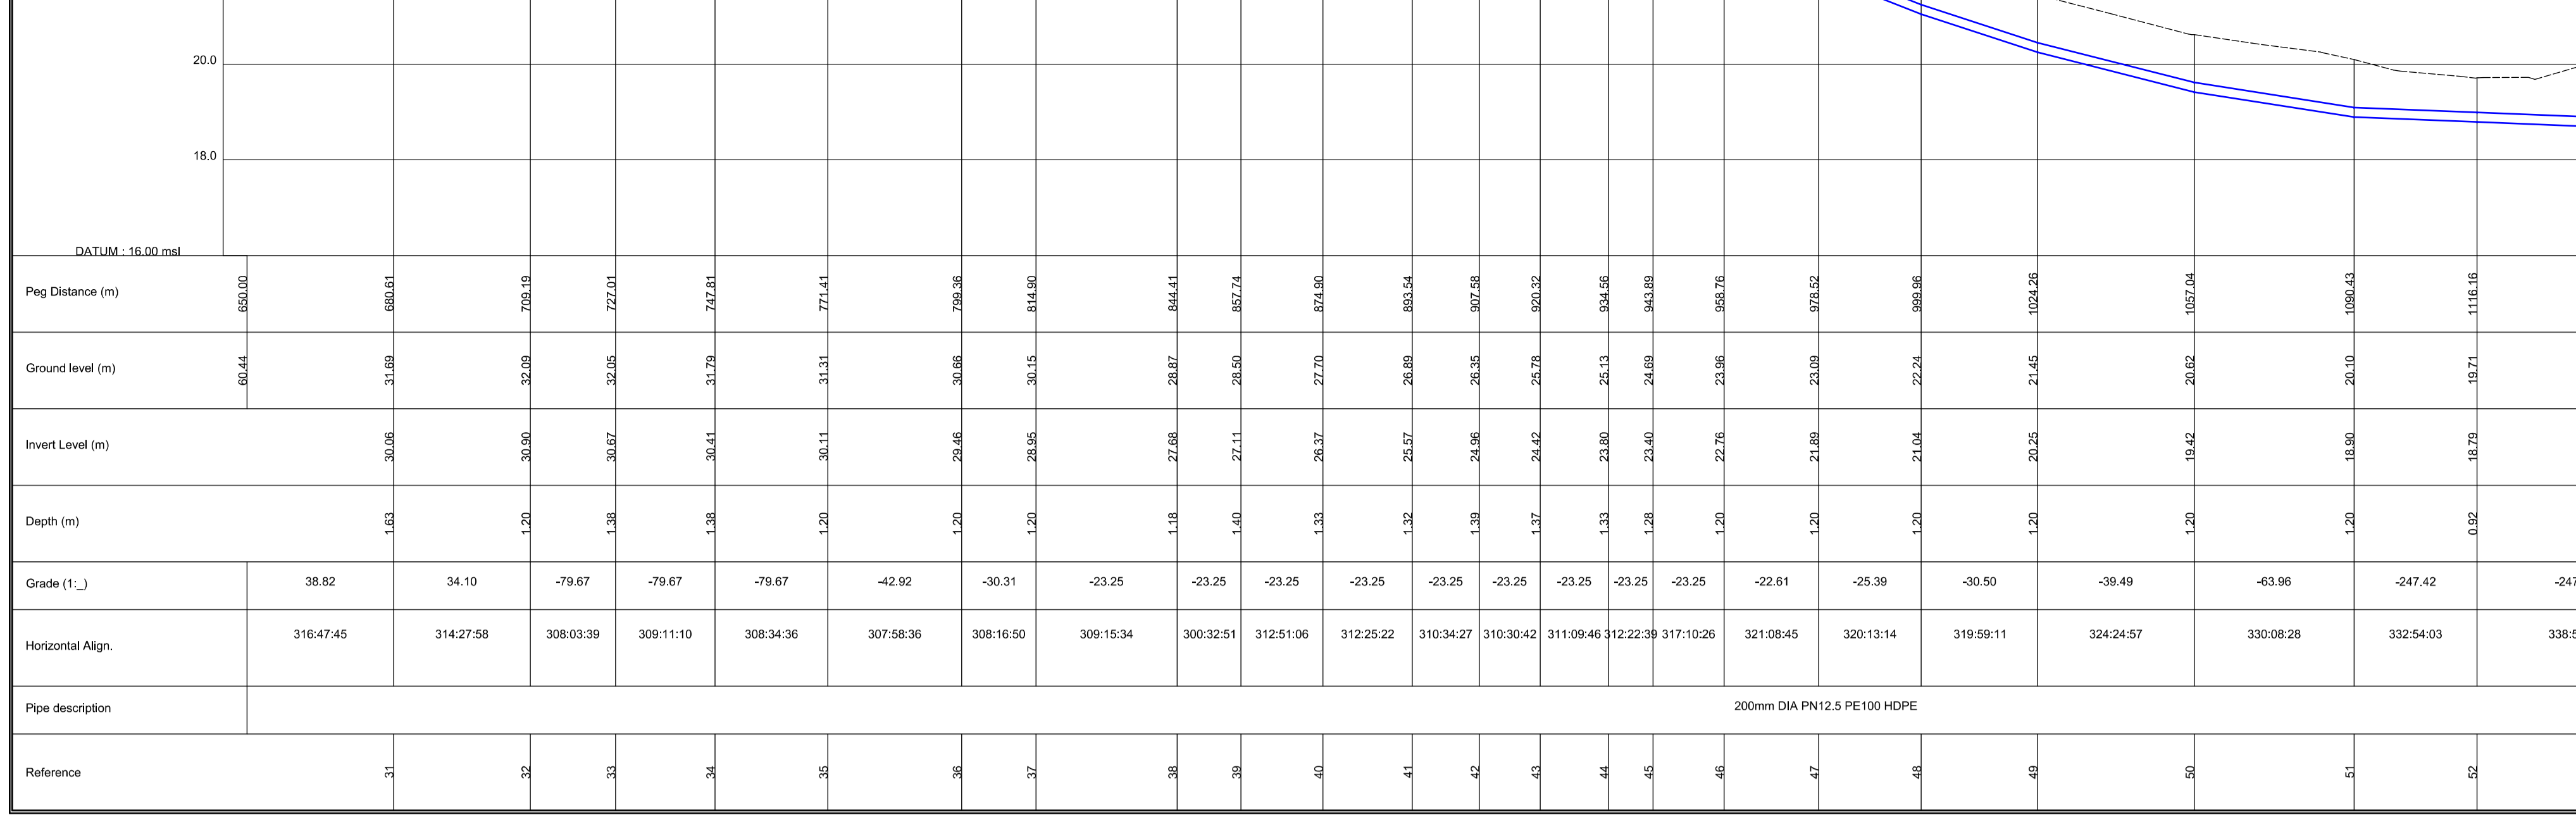 20.0
18.0
DATUM : 16.00 msl
Peg Distance (m) 650.00 680.61 709.19 727.01 747.81 771.41 799.36 814.90 844.41 857.74 874.90 893.54 907.58 920.32 934.56 943.89 958.76 978.52 999.96 1024.26 1057.04 1090.43 1116.16
Ground level (m) 60.44 31.69 32.09 32.05 31.79 31.31 30.66 30.15 28.87 28.50 27.70 26.89 26.35 25.78 25.13 24.69 23.96 23.09 22.24 21.45 20.62 20.10 19.71
Invert Level (m) 30.06 30.90 30.67 30.41 30.11 29.46 28.95 27.68 27.11 26.37 25.57 24.96 24.42 23.80 23.40 22.76 21.89 21.04 20.25 19.42 18.90 18.79
Depth (m) 1.63 1.20 1.38 1.38 1.20 1.20 1.20 1.18 1.40 1.33 1.32 1.39 1.37 1.33 1.28 1.20 1.20 1.20 1.20 1.20 1.20 0.92
Grade (1:_) 38.82 34.10 -79.67 -79.67 -79.67 -42.92 -30.31 -23.25 -23.25 -23.25 -23.25 -23.25 -23.25 -23.25 -23.25 -23.25 -22.61 -25.39 -30.50 -39.49 -63.96 -247.42 -247
Horizontal Align. 316:47:45 314:27:58 308:03:39 309:11:10 308:34:36 307:58:36 308:16:50 309:15:34 300:32:51 312:51:06 312:25:22 310:34:27 310:30:42 311:09:46 312:22:39 317:10:26 321:08:45 320:13:14 319:59:11 324:24:57 330:08:28 332:54:03 338:5
Pipe description 200mm DIA PN12.5 PE100 HDPE
Reference 31 32 33 34 35 36 37 38 39 40 41 42 43 44 45 46 47 48 49 50 51 52